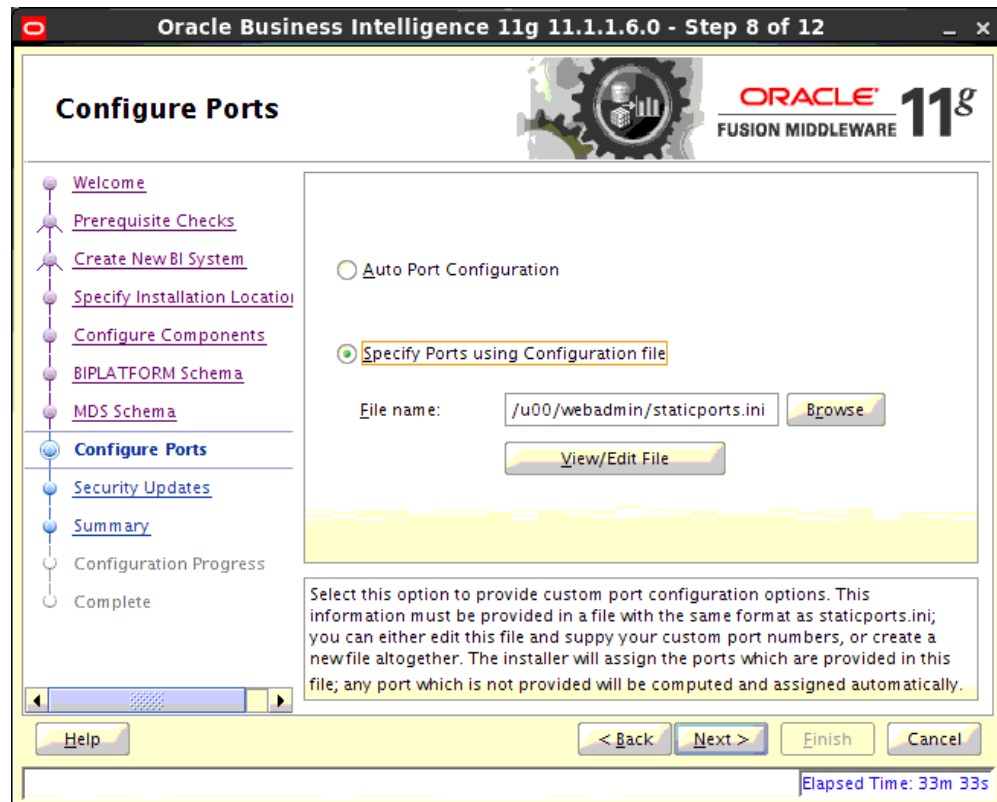 Oracle Business Intelligence 11g 11.1.1.6.0 - Step 8 of 12
Configure Ports
ORACLE
FUSION MIDDLEWARE
11g
Welcome
Prerequisite Checks
Create New BI System
Specify Installation Location
Configure Components
BIPLATFORM Schema
MDS Schema
Configure Ports
Security Updates
Summary
Configuration Progress
Complete
Auto Port Configuration
Specify Ports using Configuration file
File name: /u00/webadmin/staticports.ini Browse
View/Edit File
Select this option to provide custom port configuration options. This
information must be provided in a file with the same format as staticports.ini;
you can either edit this file and suppy your custom port numbers, or create a
new file altogether. The installer will assign the ports which are provided in this
file; any port which is not provided will be computed and assigned automatically.
Help < Back Next > Finish Cancel
Elapsed Time: 33m 33s